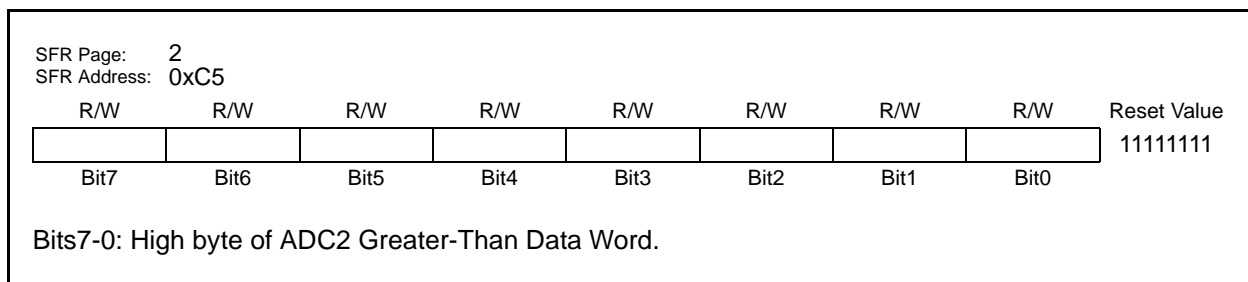 SFR Page: 2
SFR Address: 0xC5
R/W R/W R/W R/W R/W R/W R/W R/W Reset Value
11111111
Bit7 Bit6 Bit5 Bit4 Bit3 Bit2 Bit1 Bit0
Bits7-0: High byte of ADC2 Greater-Than Data Word.